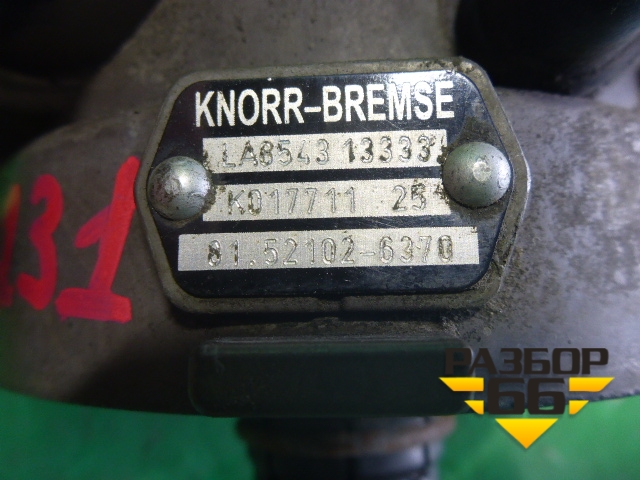 KNORR-BREMSE
LA8543 13333
K017711 25
81.52102-6370
131
РАЗБОР
66